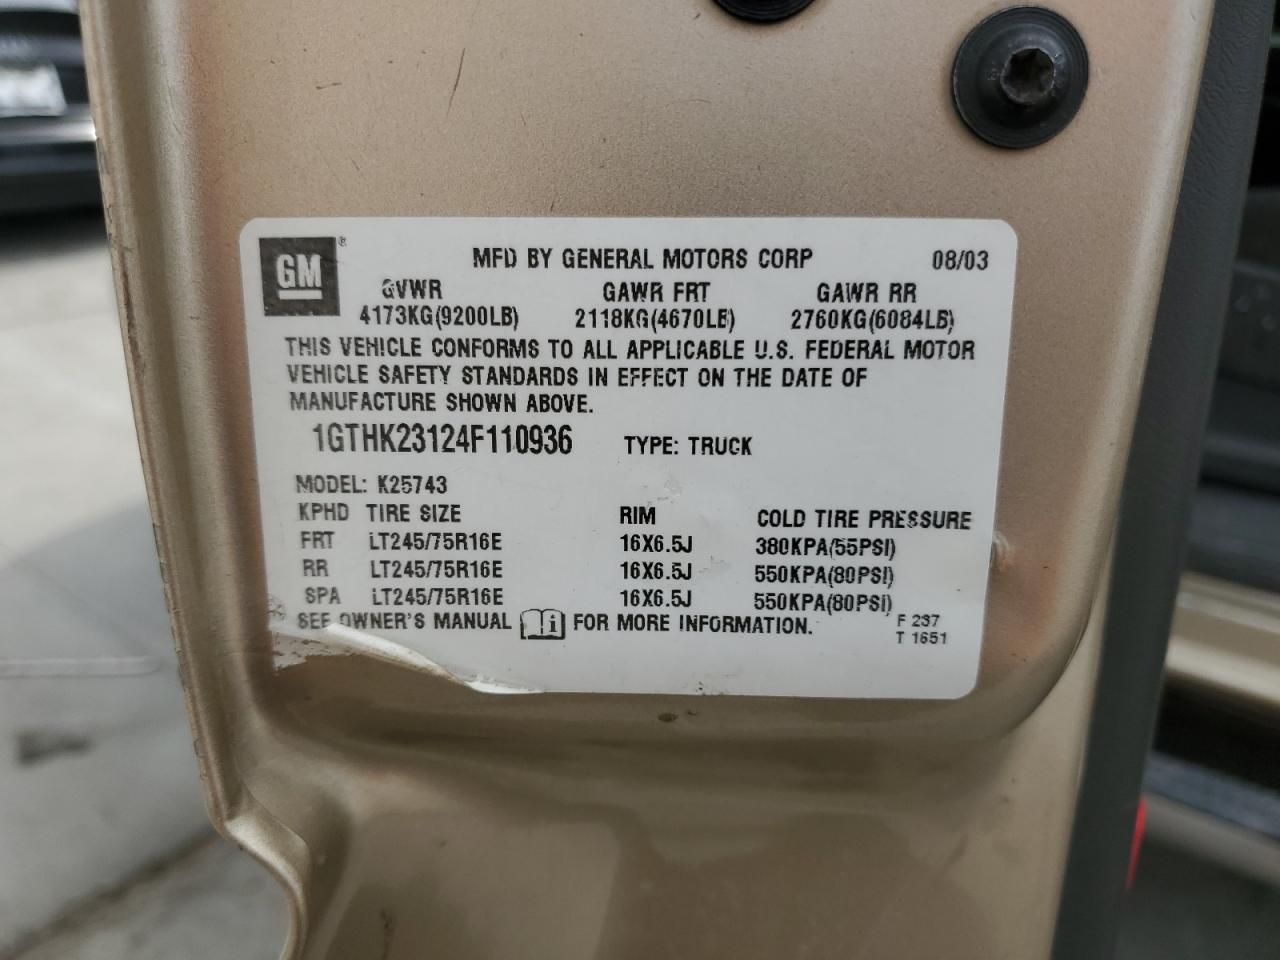 GM ® MFD BY GENERAL MOTORS CORP 08/03
GVWR GAWR FRT GAWR RR
4173KG(9200LB) 2118KG(4670LB) 2760KG(6084LB)
THIS VEHICLE CONFORMS TO ALL APPLICABLE U.S. FEDERAL MOTOR
VEHICLE SAFETY STANDARDS IN EFFECT ON THE DATE OF
MANUFACTURE SHOWN ABOVE.
1GTHK23124F110936 TYPE: TRUCK
MODEL: K25743
KPHD TIRE SIZE RIM COLD TIRE PRESSURE
FRT LT245/75R16E 16X6.5J 380KPA(55PSI)
RR LT245/75R16E 16X6.5J 550KPA(80PSI)
SPA LT245/75R16E 16X6.5J 550KPA(80PSI)
SEE OWNER'S MANUAL i FOR MORE INFORMATION. F 237
T 1651